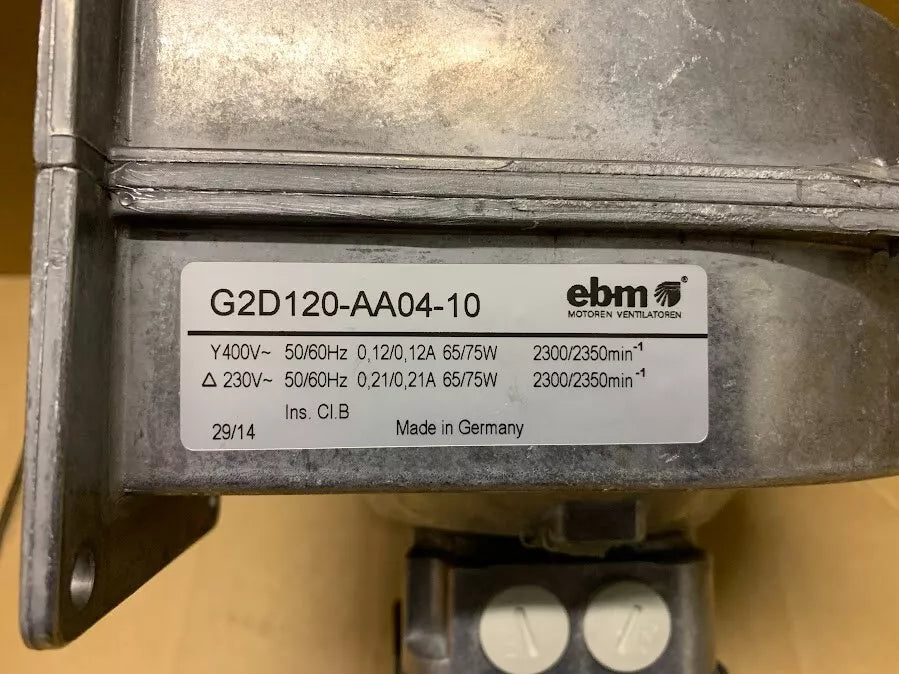 G2D120-AA04-10
ebm®
MOTOREN VENTILATOREN
Y400V~ 50/60Hz 0,12/0,12A 65/75W 2300/2350min⁻¹
Δ 230V~ 50/60Hz 0,21/0,21A 65/75W 2300/2350min⁻¹
Ins. Cl.B
29/14
Made in Germany